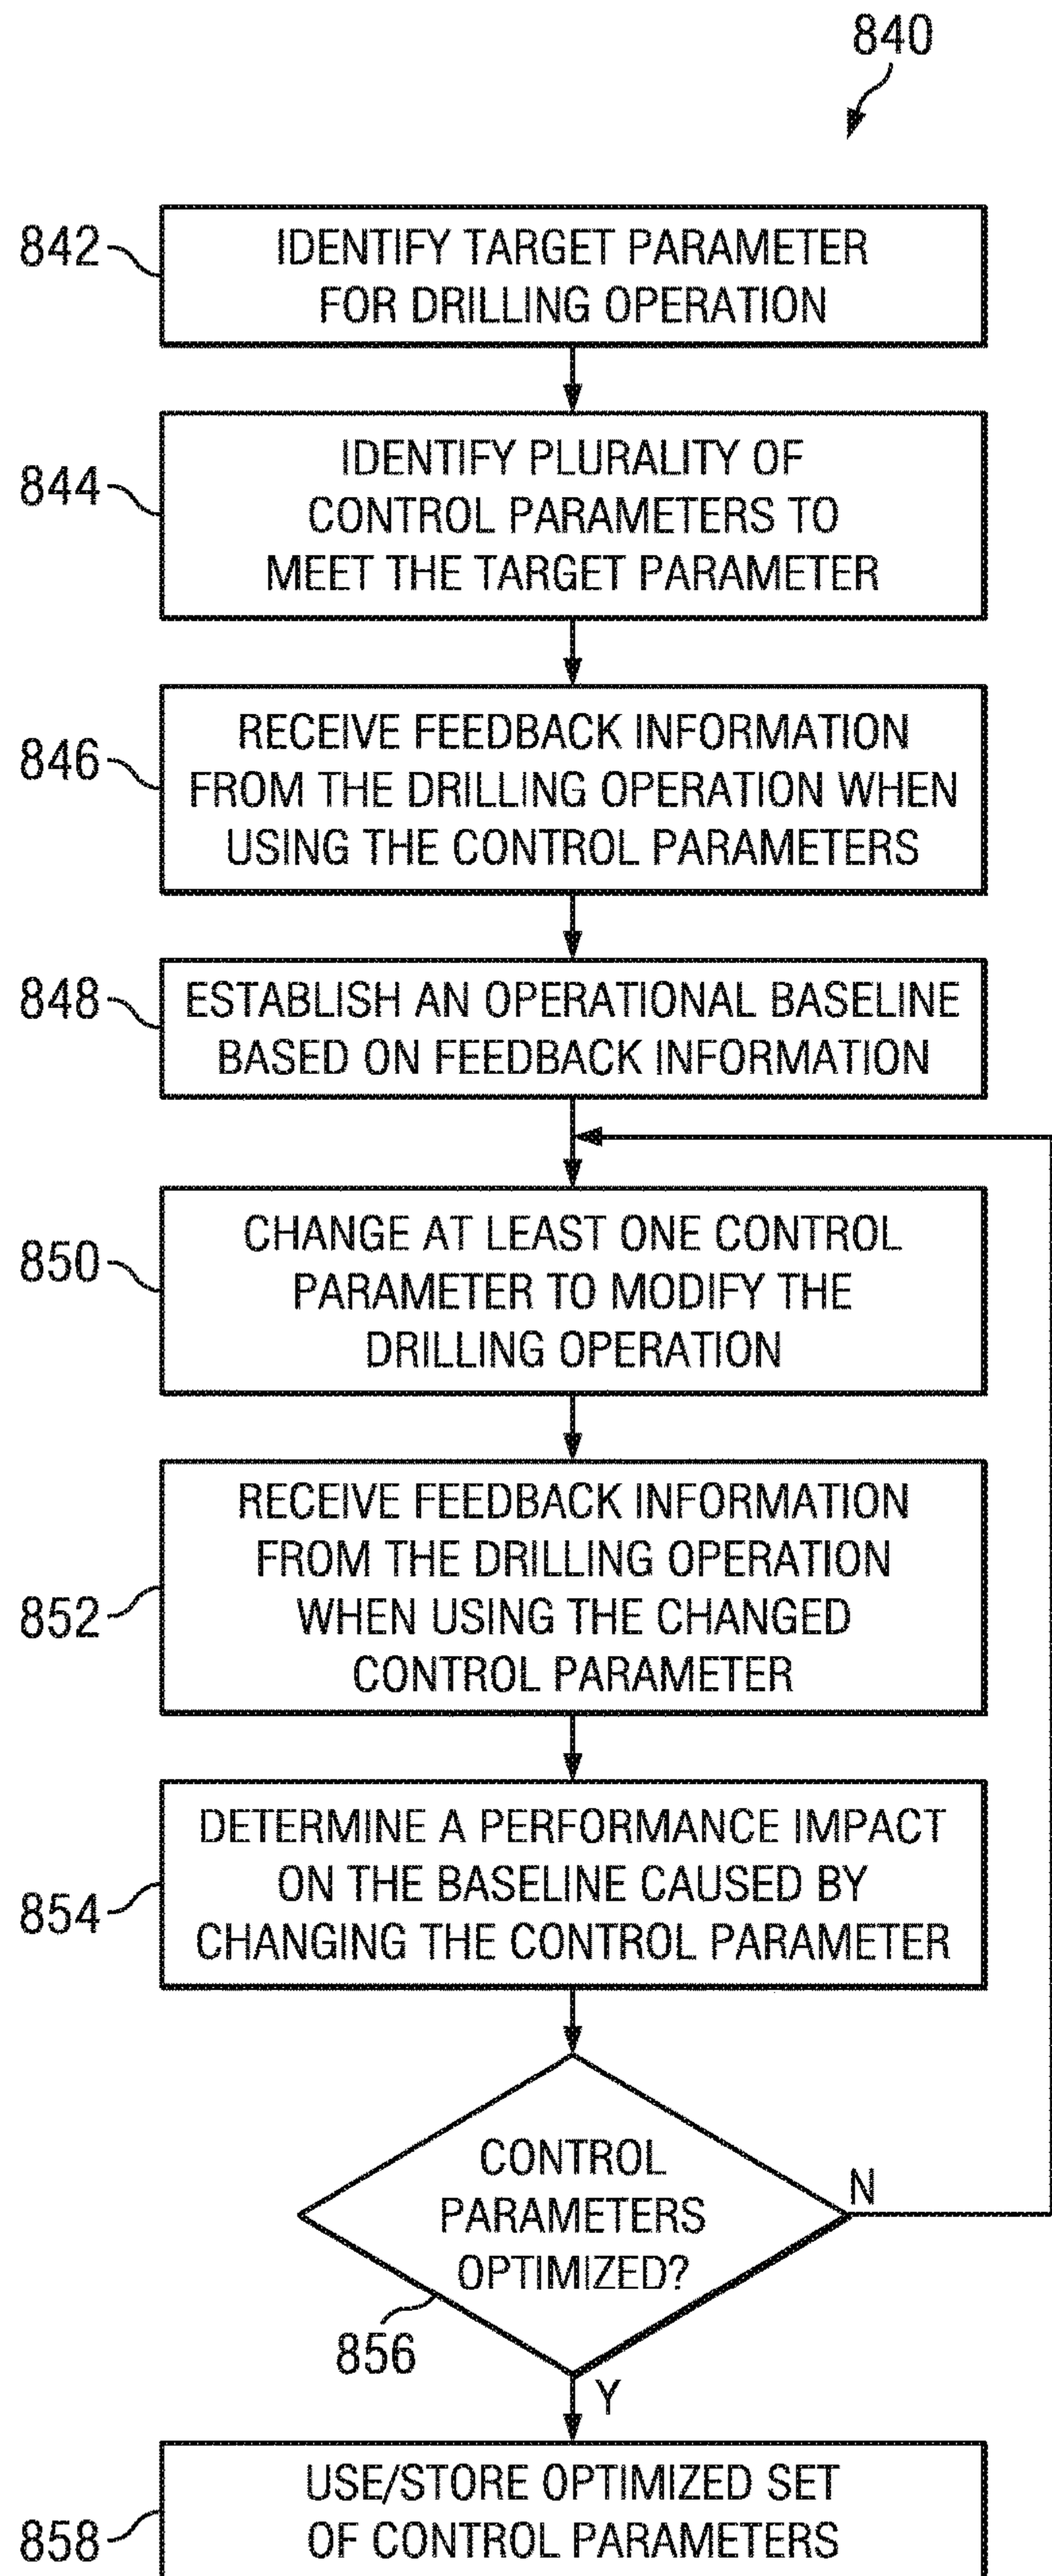 840
842
IDENTIFY TARGET PARAMETER
FOR DRILLING OPERATION
844
IDENTIFY PLURALITY OF
CONTROL PARAMETERS TO
MEET THE TARGET PARAMETER
846
RECEIVE FEEDBACK INFORMATION
FROM THE DRILLING OPERATION WHEN
USING THE CONTROL PARAMETERS
848
ESTABLISH AN OPERATIONAL BASELINE
BASED ON FEEDBACK INFORMATION
850
CHANGE AT LEAST ONE CONTROL
PARAMETER TO MODIFY THE
DRILLING OPERATION
852
RECEIVE FEEDBACK INFORMATION
FROM THE DRILLING OPERATION
WHEN USING THE CHANGED
CONTROL PARAMETER
854
DETERMINE A PERFORMANCE IMPACT
ON THE BASELINE CAUSED BY
CHANGING THE CONTROL PARAMETER
CONTROL
PARAMETERS
OPTIMIZED?
N
856
Y
858
USE/STORE OPTIMIZED SET
OF CONTROL PARAMETERS